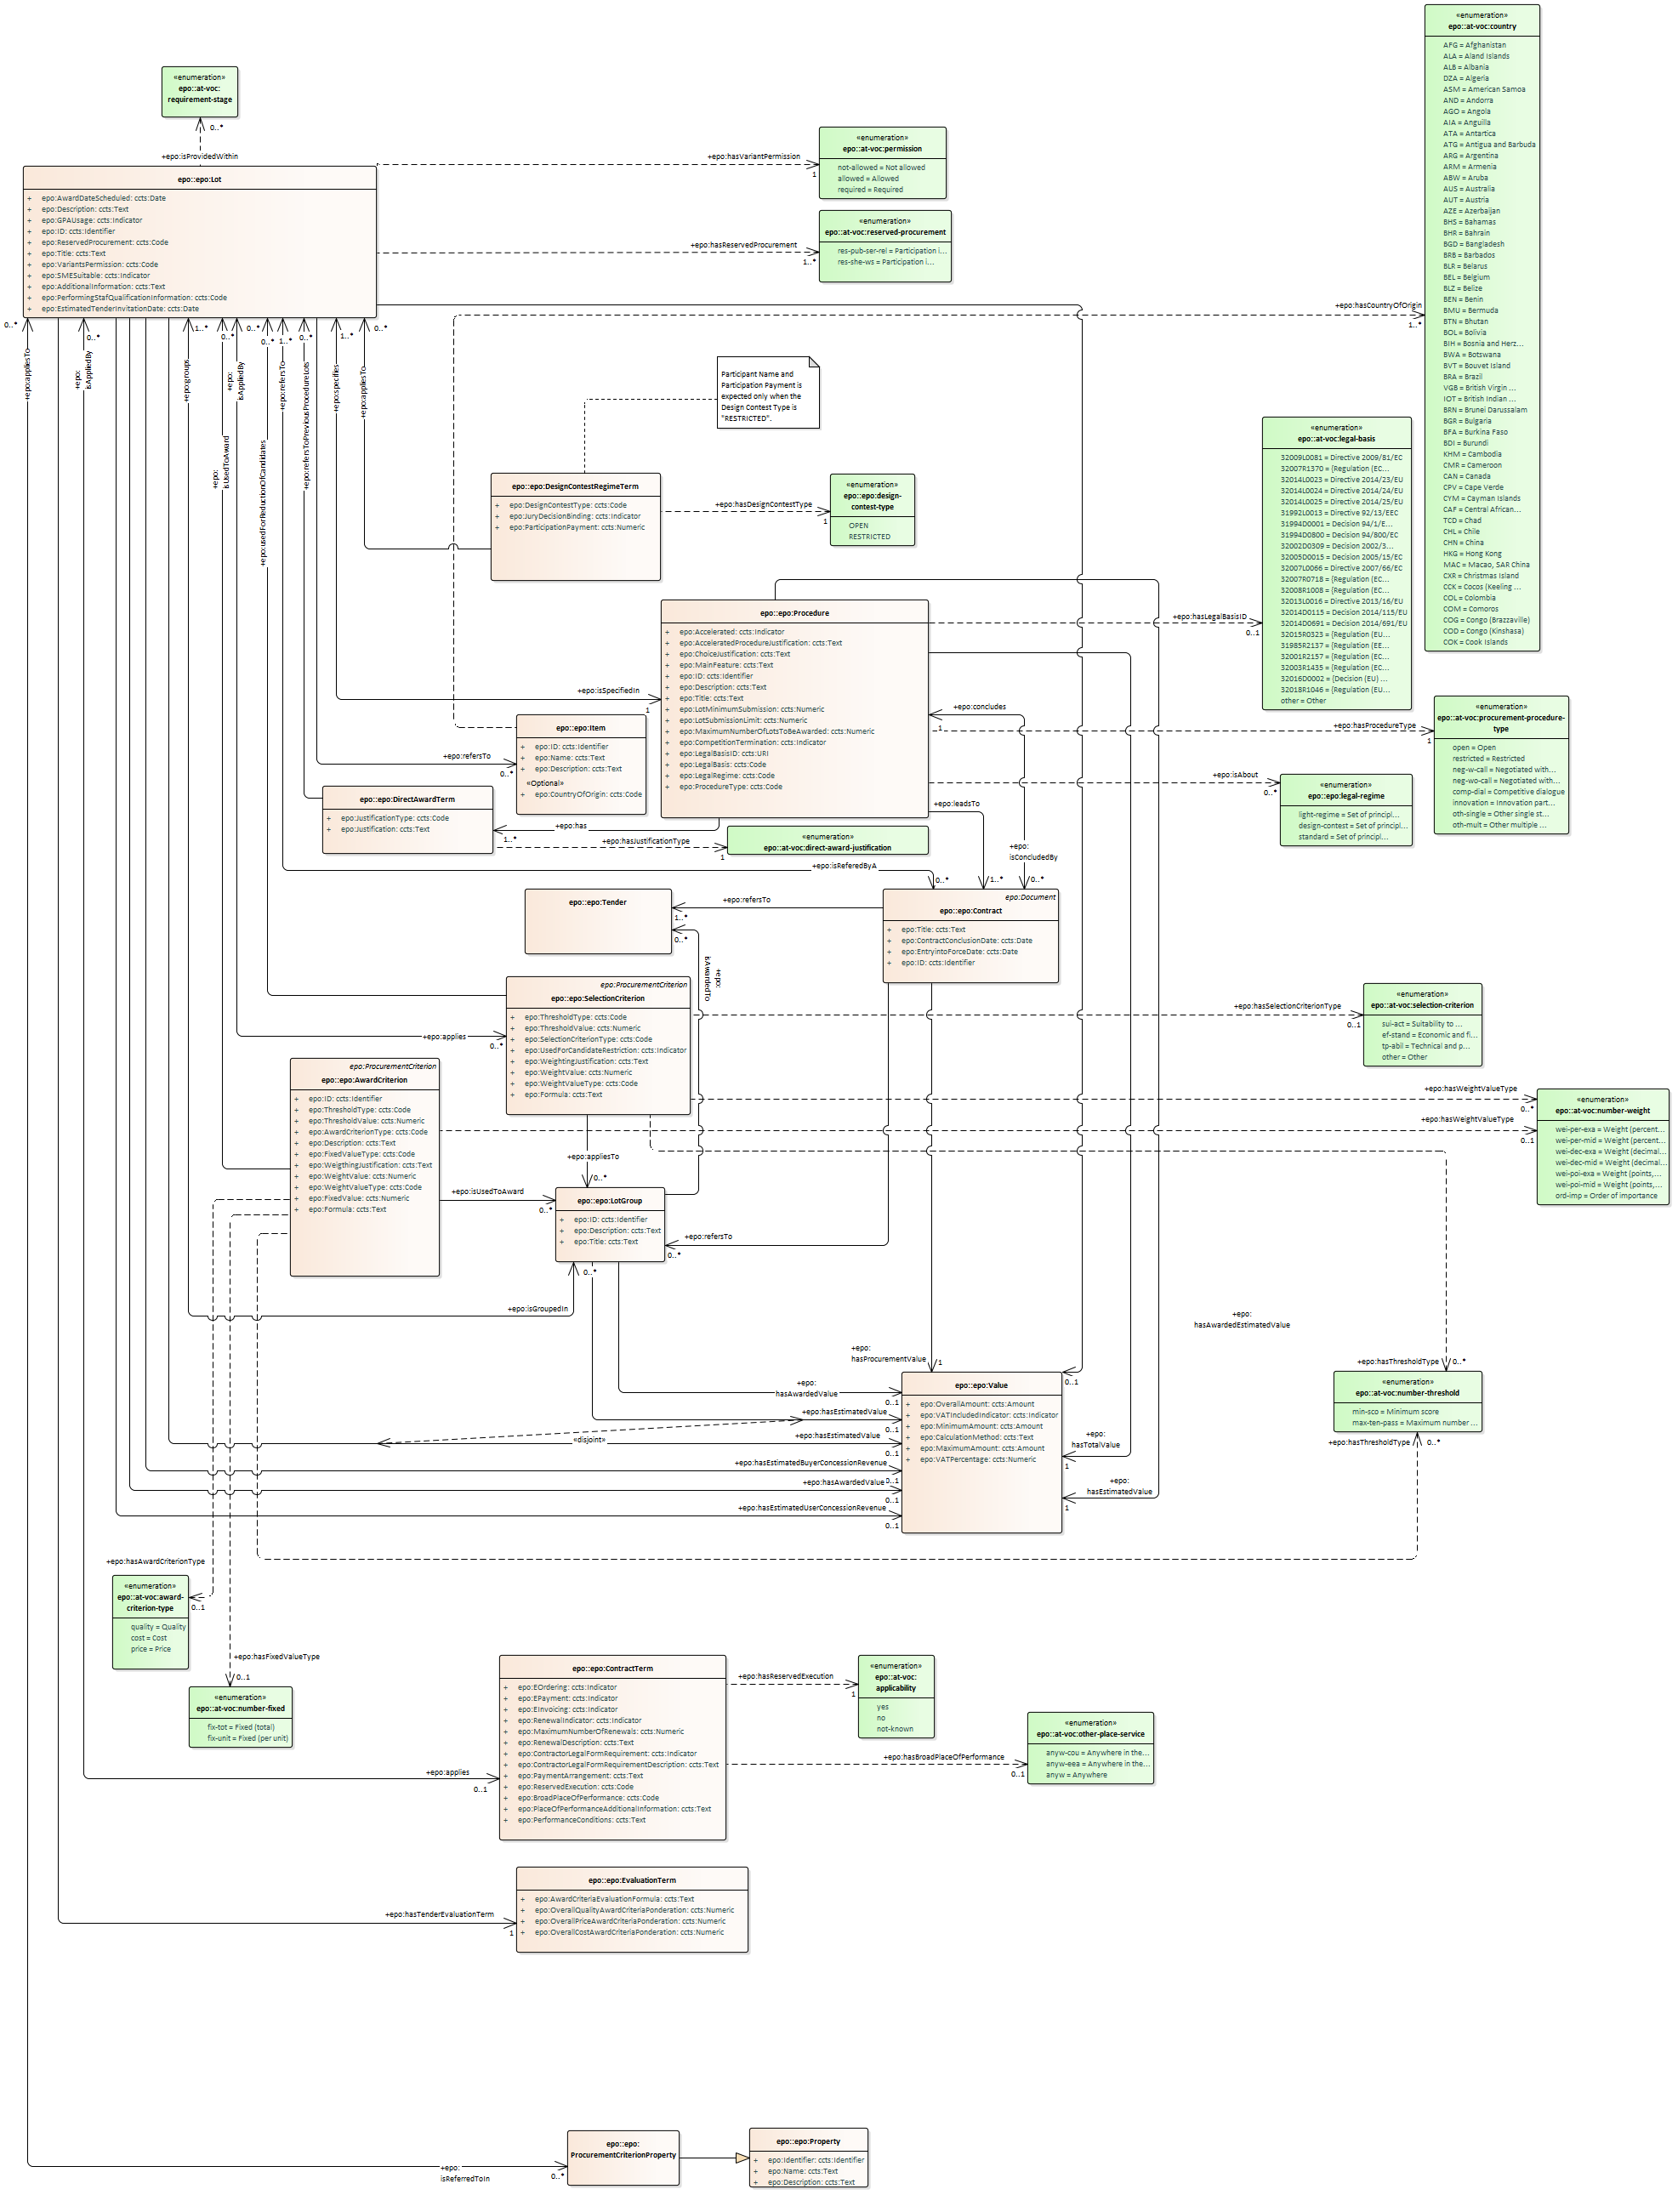 «enumeration»
epo::at-voc:country
AFG = Afghanistan
ALA = Aland Islands
ALB = Albania
DZA = Algeria
ASM = American Samoa
AND = Andorra
AGO = Angola
AIA = Anguilla
ATA = Antartica
ATG = Antigua and Barbuda
ARG = Argentina
ARM = Armenia
ABW = Aruba
AUS = Australia
AUT = Austria
AZE = Azerbaijan
BHS = Bahamas
BHR = Bahrain
BGD = Bangladesh
BRB = Barbados
BLR = Belarus
BEL = Belgium
BLZ = Belize
BEN = Benin
BMU = Bermuda
BTN = Bhutan
BOL = Bolivia
BIH = Bosnia and Herz...
BWA = Botswana
BVT = Bouvet Island
BRA = Brazil
VGB = British Virgin ...
IOT = British Indian ...
BRN = Brunei Darussalam
BGR = Bulgaria
BFA = Burkina Faso
BDI = Burundi
KHM = Cambodia
CMR = Cameroon
CAN = Canada
CPV = Cape Verde
CYM = Cayman Islands
CAF = Central African...
TCD = Chad
CHL = Chile
CHN = China
HKG = Hong Kong
MAC = Macao, SAR China
CXR = Christmas Island
CCK = Cocos (Keeling ...
COL = Colombia
COM = Comoros
COG = Congo (Brazzaville)
COD = Congo (Kinshasa)
COK = Cook Islands
«enumeration»
epo::at-voc:
requirement-stage
0..*
+epo:isProvidedWithin
epo::epo:Lot
+ epo:AwardDateScheduled: ccts:Date
+ epo:Description: ccts:Text
+ epo:GPAUsage: ccts:Indicator
+ epo:ID: ccts:Identifier
+ epo:ReservedProcurement: ccts:Code
+ epo:Title: ccts:Text
+ epo:VariantsPermission: ccts:Code
+ epo:SMESuitable: ccts:Indicator
+ epo:AdditionalInformation: ccts:Text
+ epo:PerformingStafQualificationInformation: ccts:Code
+ epo:EstimatedTenderInvitationDate: ccts:Date
+epo:hasVariantPermission
1
«enumeration»
epo::at-voc:permission
not-allowed = Not allowed
allowed = Allowed
required = Required
+epo:hasReservedProcurement
1..*
«enumeration»
epo::at-voc:reserved-procurement
res-pub-ser-rel = Participation i...
res-she-ws = Participation i...
+epo:hasCountryOfOrigin
1..*
0..*
+epo:appliesTo
0..*
+epo:
isAppliedBy
1..*
+epo:groups
0..*
+epo:
isUsedToAward
0..*
+epo:
isAppliedBy
0..*
+epo:usedForReductionOfCandidates
1..*
+epo:refersTo
0..*
+epo:refersToPreviousProcedureLots
1..*
+epo:specifies
0..*
+epo:appliesTo
Participant Name and
Participation Payment is
expected only when the
Design Contest Type is
"RESTRICTED".
epo::epo:DesignContestRegimeTerm
+ epo:DesignContestType: ccts:Code
+ epo:JuryDecisionBinding: ccts:Indicator
+ epo:ParticipationPayment: ccts:Numeric
+epo:hasDesignContestType
1
«enumeration»
epo::epo:design-
contest-type
OPEN
RESTRICTED
«enumeration»
epo::at-voc:legal-basis
32009L0081 = Directive 2009/81/EC
32007R1370 = {Regulation (EC...
32014L0023 = Directive 2014/23/EU
32014L0024 = Directive 2014/24/EU
32014L0025 = Directive 2014/25/EU
31992L0013 = Directive 92/13/EEC
31994D0001 = Decision 94/1/E...
31994D0800 = Decision 94/800/EC
32002D0309 = Decision 2002/3...
32005D0015 = Decision 2005/15/EC
32007L0066 = Directive 2007/66/EC
32007R0718 = {Regulation (EC...
32008R1008 = {Regulation (EC...
32013L0016 = Directive 2013/16/EU
32014D0115 = Decision 2014/115/EU
32014D0691 = Decision 2014/691/EU
32015R0323 = {Regulation (EU...
31985R2137 = {Regulation (EE...
32001R2157 = {Regulation (EC...
32003R1435 = {Regulation (EC...
32016D0002 = {Decision (EU) ...
32018R1046 = {Regulation (EU...
other = Other
epo::epo:Procedure
+ epo:Accelerated: ccts:Indicator
+ epo:AcceleratedProcedureJustification: ccts:Text
+ epo:ChoiceJustification: ccts:Text
+ epo:MainFeature: ccts:Text
+ epo:ID: ccts:Identifier
+ epo:Description: ccts:Text
+ epo:Title: ccts:Text
+ epo:LotMinimumSubmission: ccts:Numeric
+ epo:LotSubmissionLimit: ccts:Numeric
+ epo:MaximumNumberOfLotsToBeAwarded: ccts:Numeric
+ epo:CompetitionTermination: ccts:Indicator
+ epo:LegalBasisID: ccts:URI
+ epo:LegalBasis: ccts:Code
+ epo:LegalRegime: ccts:Code
+ epo:ProcedureType: ccts:Code
+epo:hasLegalBasisID
0..1
+epo:isSpecifiedIn
1
+epo:concludes
1
+epo:hasProcedureType
1
«enumeration»
epo::at-voc:procurement-procedure-
type
open = Open
restricted = Restricted
neg-w-call = Negotiated with...
neg-wo-call = Negotiated with...
comp-dial = Competitive dialogue
innovation = Innovation part...
oth-single = Other single st...
oth-mult = Other multiple ...
+epo:isAbout
0..*
«enumeration»
epo::epo:legal-regime
light-regime = Set of principl...
design-contest = Set of principl...
standard = Set of principl...
epo::epo:Item
+ epo:ID: ccts:Identifier
+ epo:Name: ccts:Text
+ epo:Description: ccts:Text
«Optional»
+ epo:CountryOfOrigin: ccts:Code
+epo:refersTo
0..*
epo::epo:DirectAwardTerm
+ epo:JustificationType: ccts:Code
+ epo:Justification: ccts:Text
+epo:has
1..*
+epo:hasJustificationType
1
«enumeration»
epo::at-voc:direct-award-justification
+epo:leadsTo
1..*
+epo:
isConcludedBy
0..*
+epo:isReferedByA
0..*
epo::epo:Tender
+epo:refersTo
1..*
0..*
+epo:
isAwardedTo
epo:Document
epo::epo:Contract
+ epo:Title: ccts:Text
+ epo:ContractConclusionDate: ccts:Date
+ epo:EntryintoForceDate: ccts:Date
+ epo:ID: ccts:Identifier
epo:ProcurementCriterion
epo::epo:SelectionCriterion
+ epo:ThresholdType: ccts:Code
+ epo:ThresholdValue: ccts:Numeric
+ epo:SelectionCriterionType: ccts:Code
+ epo:UsedForCandidateRestriction: ccts:Indicator
+ epo:WeightingJustification: ccts:Text
+ epo:WeightValue: ccts:Numeric
+ epo:WeightValueType: ccts:Code
+ epo:Formula: ccts:Text
+epo:applies
0..*
+epo:hasSelectionCriterionType
0..1
«enumeration»
epo::at-voc:selection-criterion
sui-act = Suitability to ...
ef-stand = Economic and fi...
tp-abil = Technical and p...
other = Other
epo:ProcurementCriterion
epo::epo:AwardCriterion
+ epo:ID: ccts:Identifier
+ epo:ThresholdType: ccts:Code
+ epo:ThresholdValue: ccts:Numeric
+ epo:AwardCriterionType: ccts:Code
+ epo:Description: ccts:Text
+ epo:FixedValueType: ccts:Code
+ epo:WeigthingJustification: ccts:Text
+ epo:WeightValue: ccts:Numeric
+ epo:WeightValueType: ccts:Code
+ epo:FixedValue: ccts:Numeric
+ epo:Formula: ccts:Text
+epo:hasWeightValueType
0..*
+epo:hasWeightValueType
0..1
«enumeration»
epo::at-voc:number-weight
wei-per-exa = Weight (percent...
wei-per-mid = Weight (percent...
wei-dec-exa = Weight (decimal...
wei-dec-mid = Weight (decimal...
wei-poi-exa = Weight (points,...
wei-poi-mid = Weight (points,...
ord-imp = Order of importance
+epo:appliesTo
0..*
+epo:isUsedToAward
0..*
epo::epo:LotGroup
+ epo:ID: ccts:Identifier
+ epo:Description: ccts:Text
+ epo:Title: ccts:Text
+epo:refersTo
0..*
0..*
+epo:isGroupedIn
+epo:
hasAwardedEstimatedValue
+epo:
hasProcurementValue
1
0..1
+epo:hasThresholdType
0..*
«enumeration»
epo::at-voc:number-threshold
min-sco = Minimum score
max-ten-pass = Maximum number ...
+epo:hasThresholdType
0..*
epo::epo:Value
+ epo:OverallAmount: ccts:Amount
+ epo:VATIncludedIndicator: ccts:Indicator
+ epo:MinimumAmount: ccts:Amount
+ epo:CalculationMethod: ccts:Text
+ epo:MaximumAmount: ccts:Amount
+ epo:VATPercentage: ccts:Numeric
+epo:
hasAwardedValue
0..1
+epo:hasEstimatedValue
0..1
«disjoint»
+epo:hasEstimatedValue
0..1
+epo:hasEstimatedBuyerConcessionRevenue
0..1
+epo:hasAwardedValue
0..1
+epo:hasEstimatedUserConcessionRevenue
0..1
+epo:
hasTotalValue
1
+epo:
hasEstimatedValue
1
+epo:hasAwardCriterionType
0..1
«enumeration»
epo::at-voc:award-
criterion-type
quality = Quality
cost = Cost
price = Price
+epo:hasFixedValueType
0..1
«enumeration»
epo::at-voc:number-fixed
fix-tot = Fixed (total)
fix-unit = Fixed (per unit)
epo::epo:ContractTerm
+ epo:EOrdering: ccts:Indicator
+ epo:EPayment: ccts:Indicator
+ epo:EInvoicing: ccts:Indicator
+ epo:RenewalIndicator: ccts:Indicator
+ epo:MaximumNumberOfRenewals: ccts:Numeric
+ epo:RenewalDescription: ccts:Text
+ epo:ContractorLegalFormRequirement: ccts:Indicator
+ epo:ContractorLegalFormRequirementDescription: ccts:Text
+ epo:PaymentArrangement: ccts:Text
+ epo:ReservedExecution: ccts:Code
+ epo:BroadPlaceOfPerformance: ccts:Code
+ epo:PlaceOfPerformanceAdditionalInformation: ccts:Text
+ epo:PerformanceConditions: ccts:Text
+epo:applies
0..1
+epo:hasReservedExecution
1
«enumeration»
epo::at-voc:
applicability
yes
no
not-known
+epo:hasBroadPlaceOfPerformance
0..1
«enumeration»
epo::at-voc:other-place-service
anyw-cou = Anywhere in the...
anyw-eea = Anywhere in the...
anyw = Anywhere
epo::epo:EvaluationTerm
+ epo:AwardCriteriaEvaluationFormula: ccts:Text
+ epo:OverallQualityAwardCriteriaPonderation: ccts:Numeric
+ epo:OverallPriceAwardCriteriaPonderation: ccts:Numeric
+ epo:OverallCostAwardCriteriaPonderation: ccts:Numeric
+epo:hasTenderEvaluationTerm
1
epo::epo:
ProcurementCriterionProperty
+epo:
isReferredToIn
0..*
epo::epo:Property
+ epo:Identifier: ccts:Identifier
+ epo:Name: ccts:Text
+ epo:Description: ccts:Text